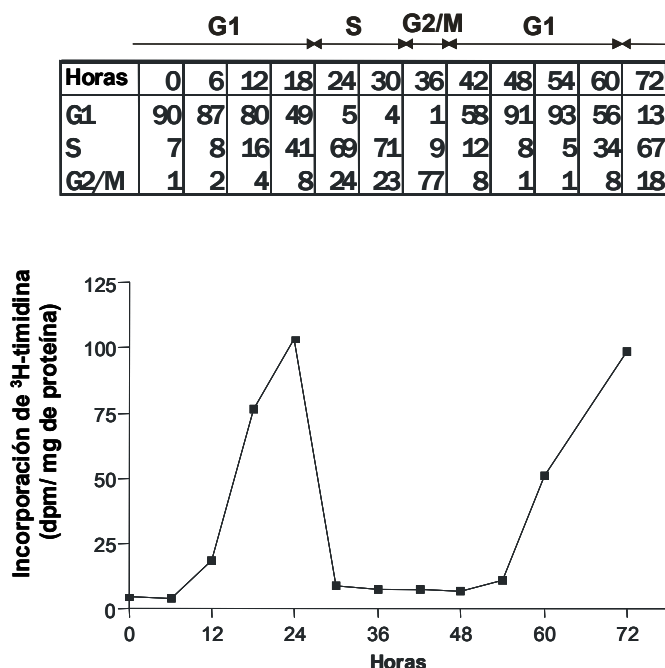 G1 S G2/M G1
Horas 0 6 12 18 24 30 36 42 48 54 60 72
G1 90 87 80 49 5 4 1 58 91 93 56 13
S 7 8 16 41 69 71 9 12 8 5 34 67
G2/M 1 2 4 8 24 23 77 8 1 1 8 18
Incorporación de ³H-timidina
(dpm/ mg de proteína)
125
100
75
50
25
0
0 12 24 36 48 60 72
Horas